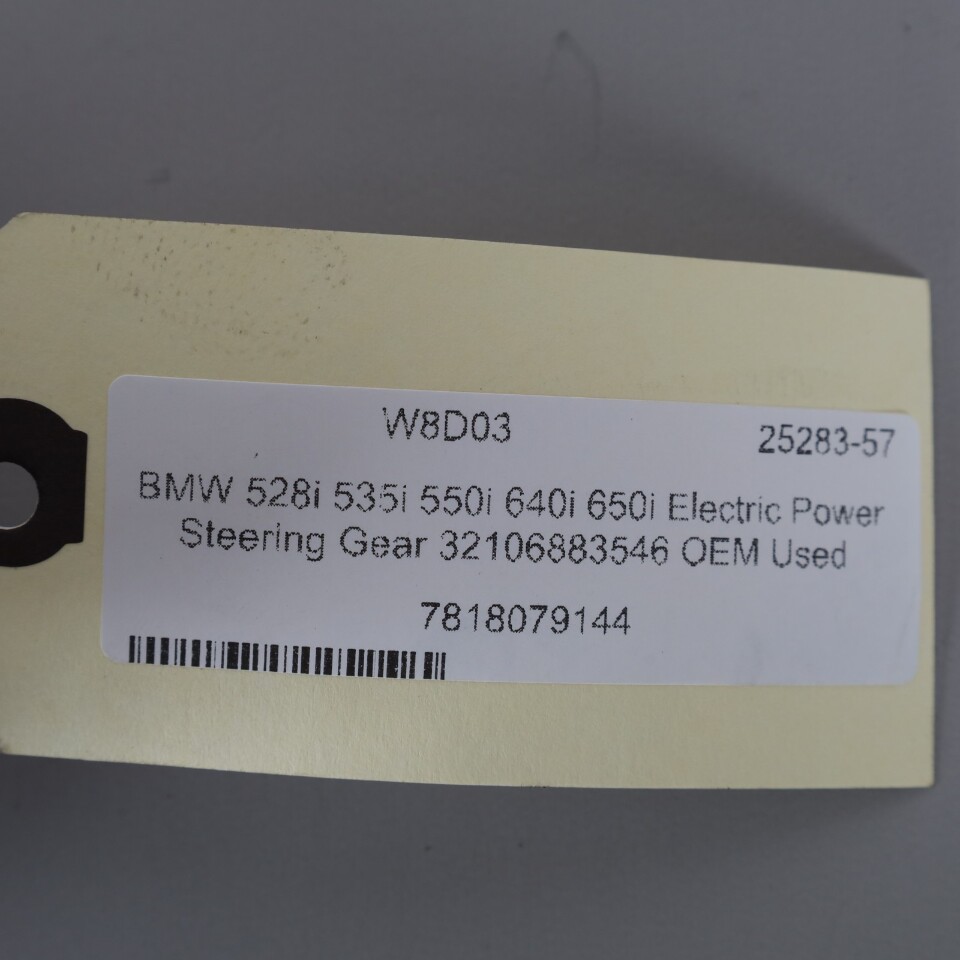 W8D03 25283-57
BMW 528i 535i 550i 640i 650i Electric Power
Steering Gear 32106883546 OEM Used
7818079144